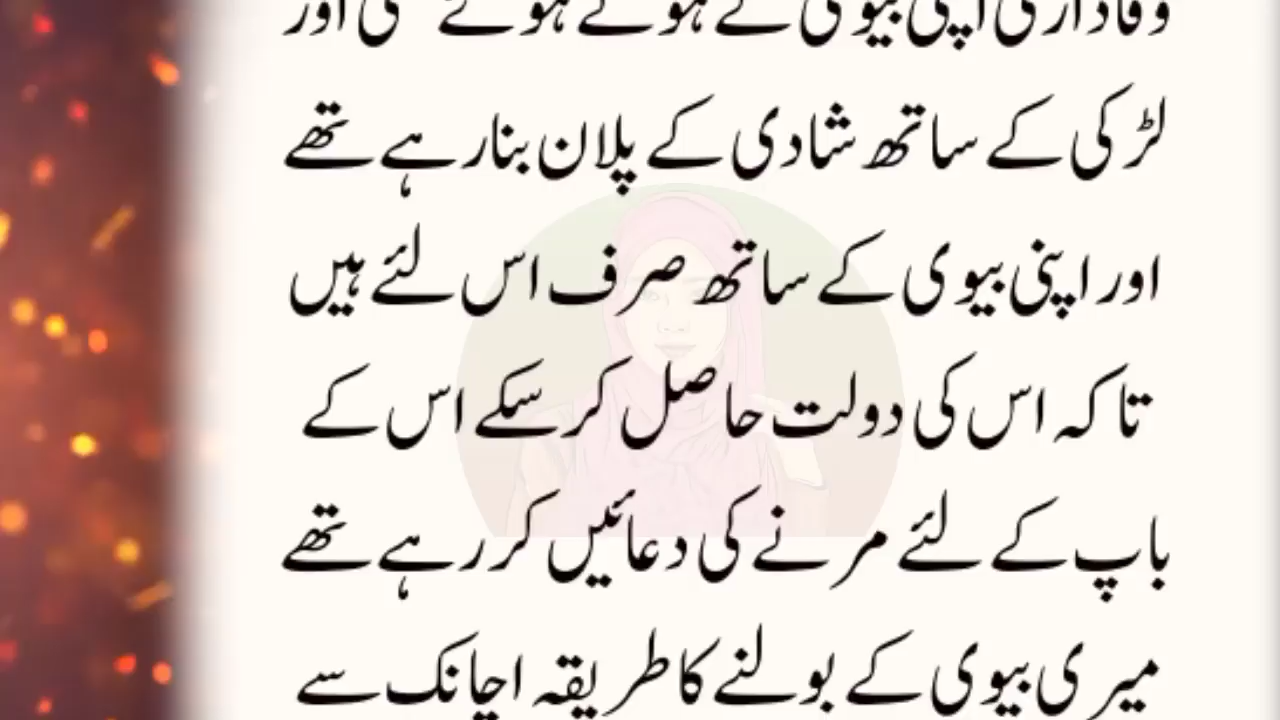 وفاداری اپنی بیوی کے ہوتے ہوئے کسی اور
لڑکی کے ساتھ شادی کے پلان بنا رہے تھے
اور اپنی بیوی کے ساتھ صرف اس لئے ہیں
تاکہ اس کی دولت حاصل کر سکے اس کے
باپ کے لئے مرنے کی دعائیں کر رہے تھے
میری بیوی کے بولنے کا طریقہ اچانک سے